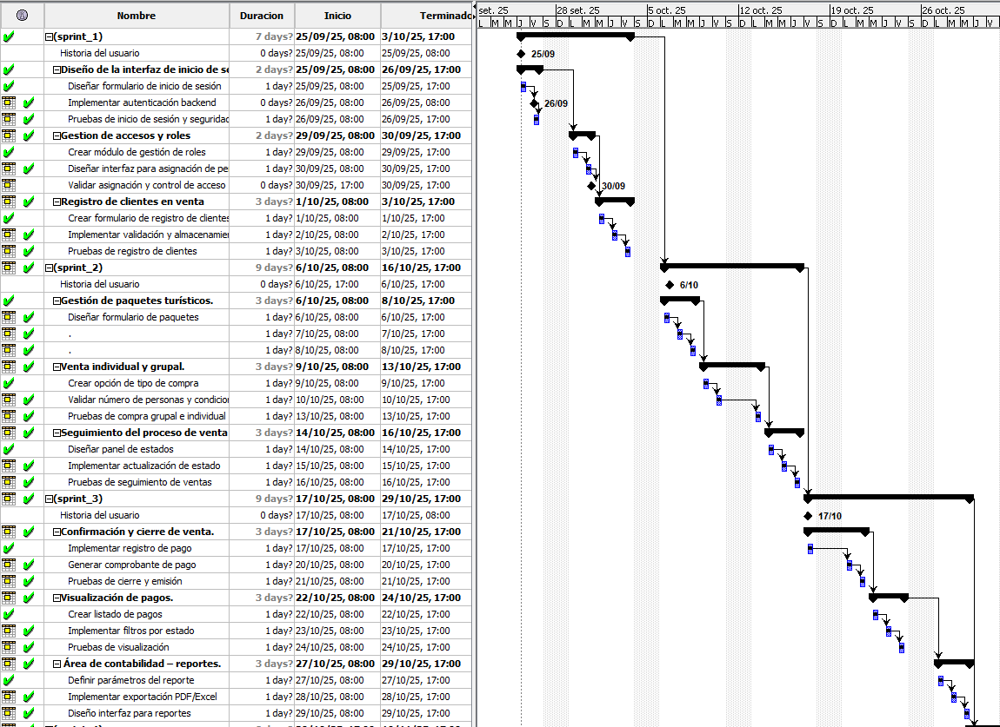 Nombre Duracion Inicio Terminado
set. 25 28 set. 25 5 oct. 25 12 oct. 25 19 oct. 25 26 oct. 25
L M M J V S D L M M J V S D L M M J V S D L M M J V S D L M M J V S D L M M J V
(sprint_1) 7 days? 25/09/25, 08:00 3/10/25, 17:00
Historia del usuario 0 days? 25/09/25, 08:00 25/09/25, 08:00 25/09
Diseño de la interfaz de inicio de se 2 days? 25/09/25, 08:00 26/09/25, 17:00
Diseñar formulario de inicio de sesión 1 day? 25/09/25, 08:00 25/09/25, 17:00
Implementar autenticación backend 0 days? 26/09/25, 08:00 26/09/25, 08:00 26/09
Pruebas de inicio de sesión y seguridad 1 day? 26/09/25, 08:00 26/09/25, 17:00
Gestion de accesos y roles 2 days? 29/09/25, 08:00 30/09/25, 17:00
Crear módulo de gestión de roles 1 day? 29/09/25, 08:00 29/09/25, 17:00
Diseñar interfaz para asignación de pe 1 day? 30/09/25, 08:00 30/09/25, 17:00
Validar asignación y control de acceso 0 days? 30/09/25, 17:00 30/09/25, 17:00 30/09
Registro de clientes en venta 3 days? 1/10/25, 08:00 3/10/25, 17:00
Crear formulario de registro de clientes 1 day? 1/10/25, 08:00 1/10/25, 17:00
Implementar validación y almacenamie 1 day? 2/10/25, 08:00 2/10/25, 17:00
Pruebas de registro de clientes 1 day? 3/10/25, 08:00 3/10/25, 17:00
(sprint_2) 9 days? 6/10/25, 08:00 16/10/25, 17:00
Historia del usuario 0 days? 6/10/25, 17:00 6/10/25, 17:00 6/10
Gestión de paquetes turísticos. 3 days? 6/10/25, 08:00 8/10/25, 17:00
Diseñar formulario de paquetes 1 day? 6/10/25, 08:00 6/10/25, 17:00
. 1 day? 7/10/25, 08:00 7/10/25, 17:00
. 1 day? 8/10/25, 08:00 8/10/25, 17:00
Venta individual y grupal. 3 days? 9/10/25, 08:00 13/10/25, 17:00
Crear opción de tipo de compra 1 day? 9/10/25, 08:00 9/10/25, 17:00
Validar número de personas y condicion 1 day? 10/10/25, 08:00 10/10/25, 17:00
Pruebas de compra grupal e individual 1 day? 13/10/25, 08:00 13/10/25, 17:00
Seguimiento del proceso de venta 3 days? 14/10/25, 08:00 16/10/25, 17:00
Diseñar panel de estados 1 day? 14/10/25, 08:00 14/10/25, 17:00
Implementar actualización de estado 1 day? 15/10/25, 08:00 15/10/25, 17:00
Pruebas de seguimiento de ventas 1 day? 16/10/25, 08:00 16/10/25, 17:00
(sprint_3) 9 days? 17/10/25, 08:00 29/10/25, 17:00
Historia del usuario 0 days? 17/10/25, 08:00 17/10/25, 08:00 17/10
Confirmación y cierre de venta. 3 days? 17/10/25, 08:00 21/10/25, 17:00
Implementar registro de pago 1 day? 17/10/25, 08:00 17/10/25, 17:00
Generar comprobante de pago 1 day? 20/10/25, 08:00 20/10/25, 17:00
Pruebas de cierre y emisión 1 day? 21/10/25, 08:00 21/10/25, 17:00
Visualización de pagos. 3 days? 22/10/25, 08:00 24/10/25, 17:00
Crear listado de pagos 1 day? 22/10/25, 08:00 22/10/25, 17:00
Implementar filtros por estado 1 day? 23/10/25, 08:00 23/10/25, 17:00
Pruebas de visualización 1 day? 24/10/25, 08:00 24/10/25, 17:00
Área de contabilidad – reportes. 3 days? 27/10/25, 08:00 29/10/25, 17:00
Definir parámetros del reporte 1 day? 27/10/25, 08:00 27/10/25, 17:00
Implementar exportación PDF/Excel 1 day? 28/10/25, 08:00 28/10/25, 17:00
Diseño interfaz para reportes 1 day? 29/10/25, 08:00 29/10/25, 17:00